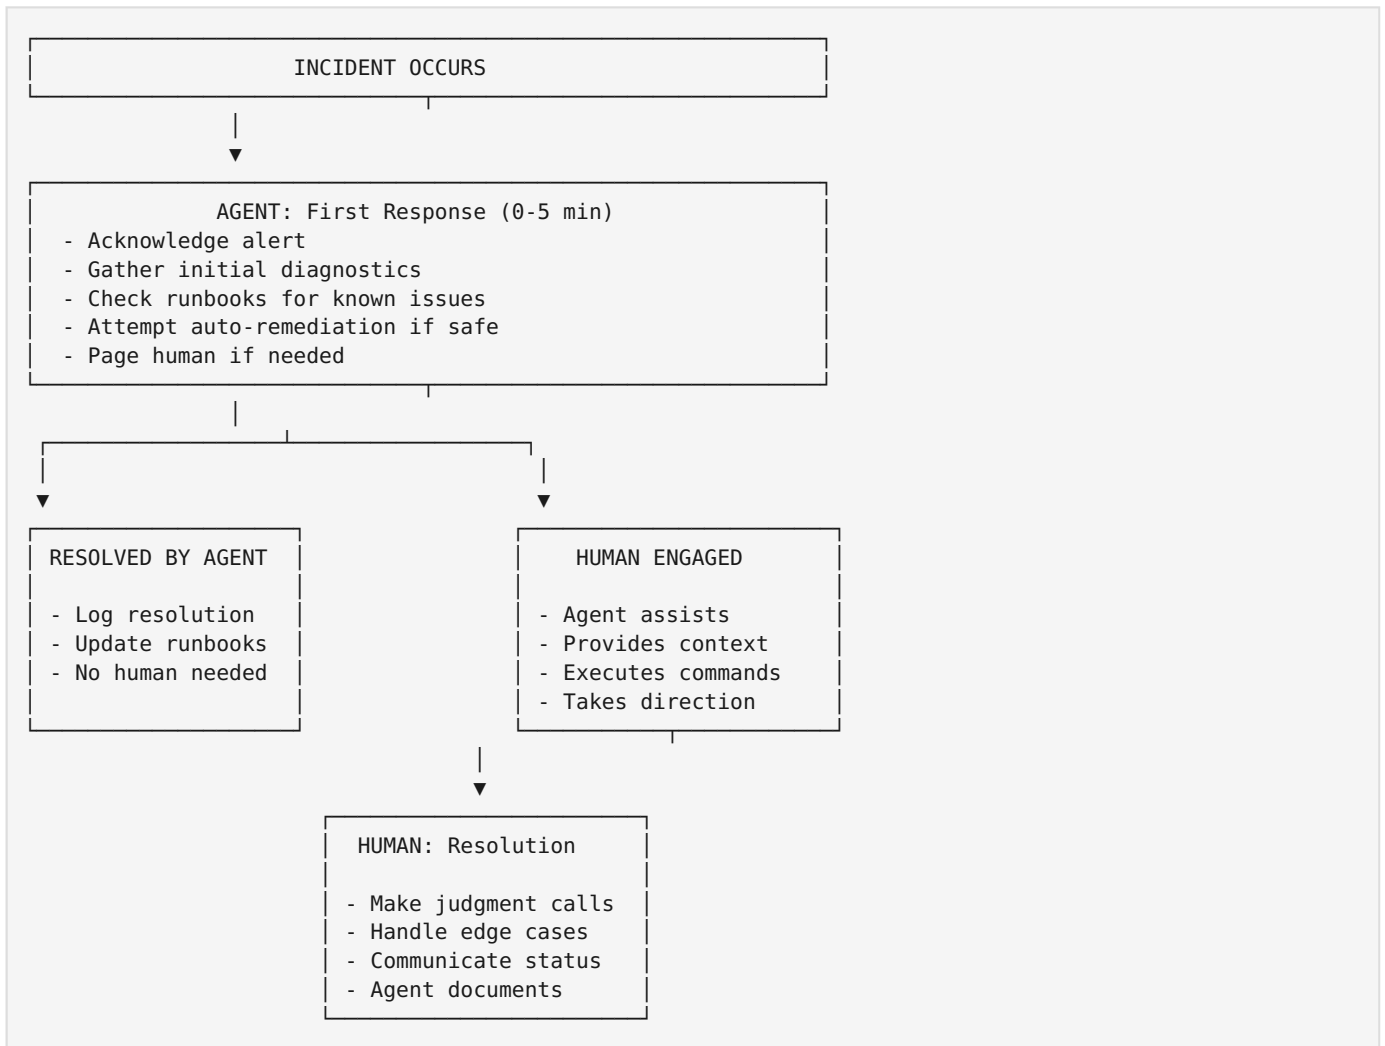 INCIDENT OCCURS
AGENT: First Response (0-5 min)
- Acknowledge alert
- Gather initial diagnostics
- Check runbooks for known issues
- Attempt auto-remediation if safe
- Page human if needed
RESOLVED BY AGENT
- Log resolution
- Update runbooks
- No human needed
HUMAN ENGAGED
- Agent assists
- Provides context
- Executes commands
- Takes direction
HUMAN: Resolution
- Make judgment calls
- Handle edge cases
- Communicate status
- Agent documents